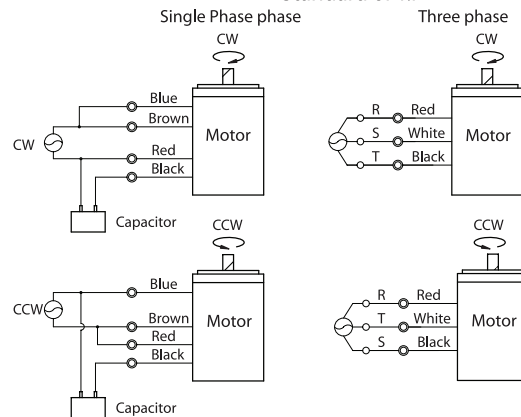 Single Phase phase
Three phase
CW
CW
Blue
Brown
Red
Black
Motor
CW
Capacitor
R Red
S White
T Black
Motor
CCW
CCW
Blue
Brown
Red
Black
Motor
CCW
Capacitor
R Red
T White
S Black
Motor